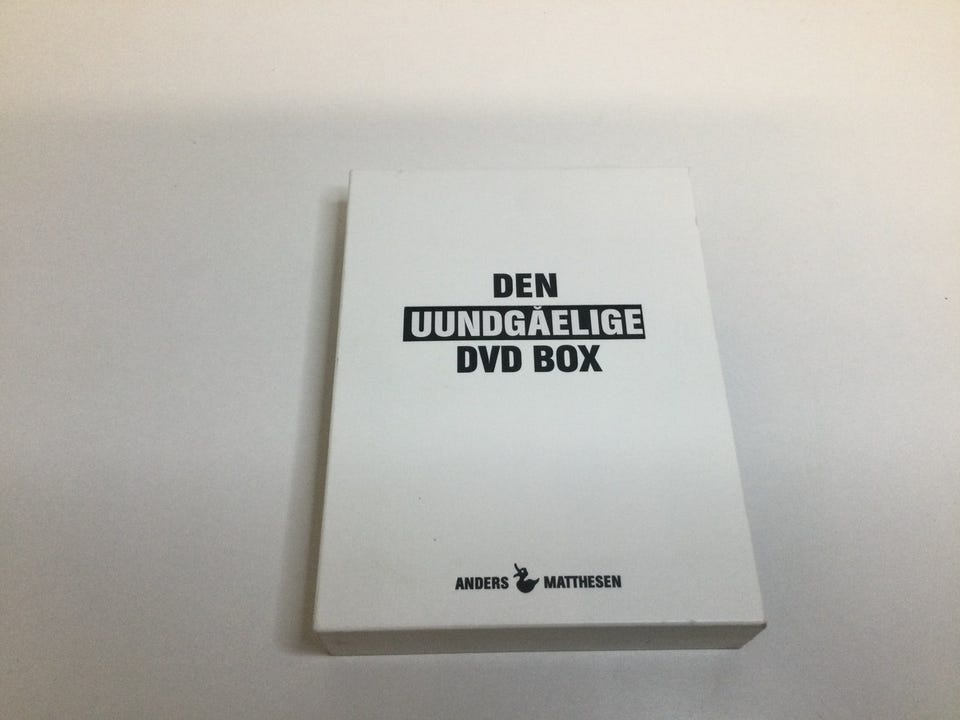 DEN
UUNDGÅELIGE
DVD BOX
ANDERS MATTHESEN